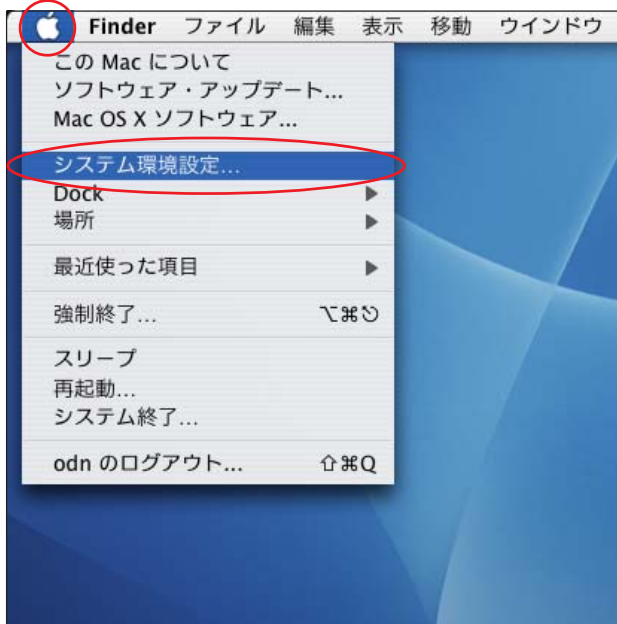 Finder ファイル 編集 表示 移動 ウインドウ
この Mac について
ソフトウェア・アップデート...
Mac OS X ソフトウェア...
システム環境設定...
Dock ▶
場所 ▶
最近使った項目 ▶
強制終了... ⌥⌘⎋
スリープ
再起動...
システム終了...
odn のログアウト... ⇧⌘Q